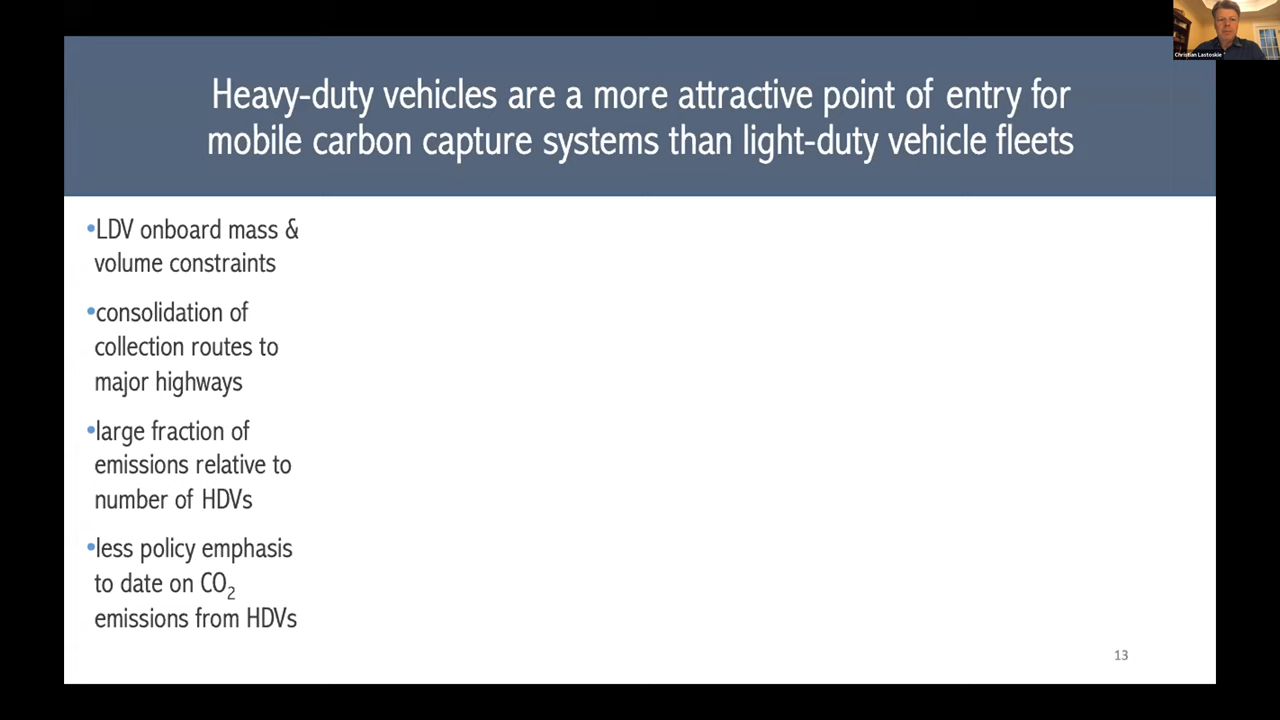 Heavy-duty vehicles are a more attractive point of entry for
mobile carbon capture systems than light-duty vehicle fleets
Christian Lastoskie
•LDV onboard mass &
volume constraints
•consolidation of
collection routes to
major highways
•large fraction of
emissions relative to
number of HDVs
•less policy emphasis
to date on CO₂
emissions from HDVs
13